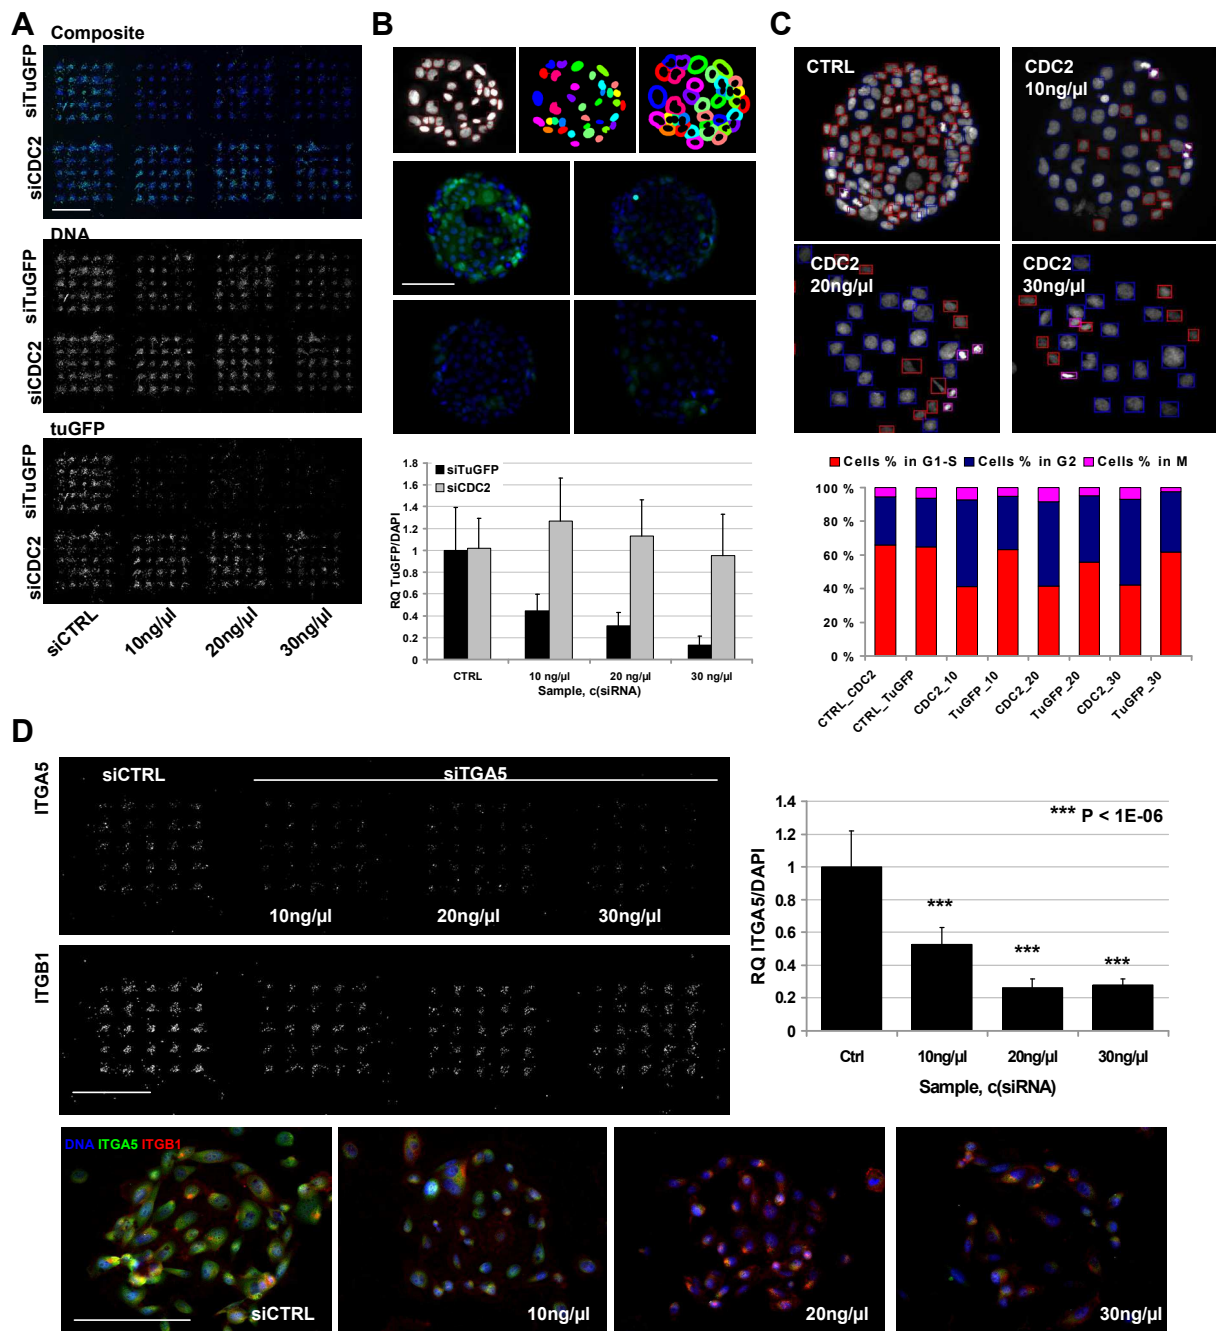 A
Composite
siTuGFP
siCDC2
DNA
siTuGFP
siCDC2
tuGFP
siTuGFP
siCDC2
siCTRL
10ng/µl
20ng/µl
30ng/µl
B
1.8
1.6
1.4
1.2
1
0.8
0.6
0.4
0.2
0
RQ TuGFP/DAPI
siTuGFP
siCDC2
CTRL
10 ng/µl
20 ng/µl
30 ng/µl
Sample, c(siRNA)
C
CTRL
CDC2
10ng/µl
CDC2
20ng/µl
CDC2
30ng/µl
Cells % in G1-S
Cells % in G2
Cells % in M
100 %
80 %
60 %
40 %
20 %
0 %
CTRL_CDC2
CTRL_TuGFP
CDC2_10
TuGFP_10
CDC2_20
TuGFP_20
CDC2_30
TuGFP_30
D
ITGA5
siCTRL
siTGA5
10ng/µl
20ng/µl
30ng/µl
ITGB1
1.4
1.2
1
0.8
0.6
0.4
0.2
0
RQ ITGA5/DAPI
*** P < 1E-06
***
***
***
Ctrl
10ng/µl
20ng/µl
30ng/µl
Sample, c(siRNA)
DNA ITGA5 ITGB1
siCTRL
10ng/µl
20ng/µl
30ng/µl